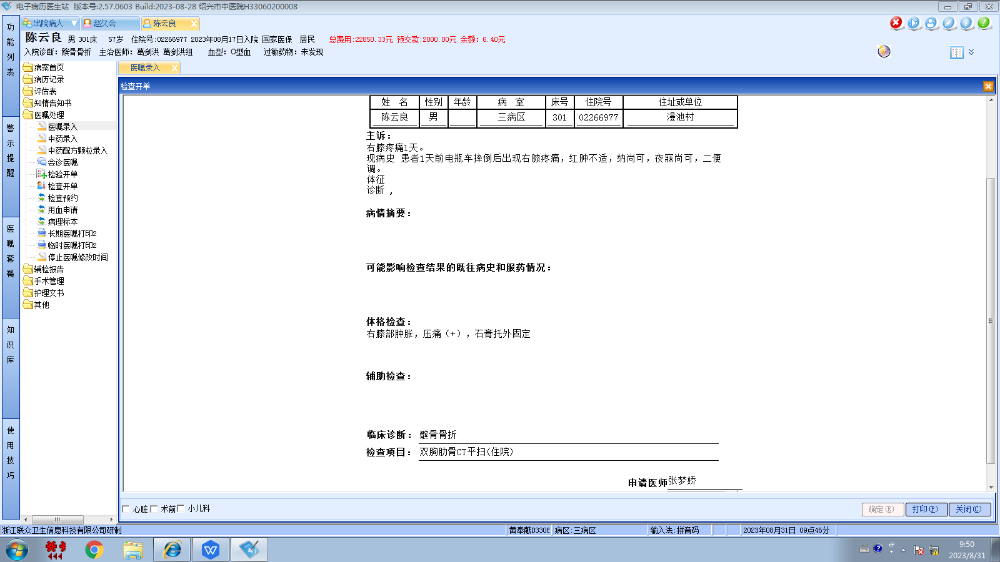 电子病历医生站 版本号:2.57.0603 Build:2023-08-28 绍兴市中医院H33060200008
出院病人 赵欠会 陈云良
陈云良 男 301床 57岁 住院号:02266977 2023年08月17日入院 国家医保 居民 总费用:22850.33元 预交款:2000.00元 余额: 6.40元
入院诊断: 髌骨骨折 主治医师: 葛剑洪 葛剑洪组 血型: O型血 过敏药物: 未发现
功能列表
警示提醒
医嘱套餐
知识库
使用技巧
病案首页
病历记录
评估表
知情告知书
医嘱处理
医嘱录入
中药录入
中药配方颗粒录入
会诊医嘱
检验开单
检查开单
检查预约
用血申请
病理标本
长期医嘱打印2
临时医嘱打印2
停止医嘱修改时间
辅检报告
手术管理
护理文书
其他
医嘱录入
检查开单
姓 名 性别 年龄 病 室 床号 住院号 住址或单位
陈云良 男 三病区 301 02266977 漫池村
主诉：
右膝疼痛1天。
现病史 患者1天前电瓶车摔倒后出现右膝疼痛，红肿不适，纳尚可，夜寐尚可，二便
调。
体征
诊断 ，
病情摘要：
可能影响检查结果的既往病史和服药情况：
体格检查：
右膝部肿胀，压痛（+），石膏托外固定
辅助检查：
临床诊断： 髌骨骨折
检查项目： 双胸肋骨CT平扫(住院)
申请医师 张梦娇
心脏 术前 小儿科
确定(E) 打印(P) 关闭(C)
浙江联众卫生信息科技有限公司研制 黄奉献D330E 病区:三病区 输入法:拼音码 2023年08月31日 09点46分
9:50
2023/8/31